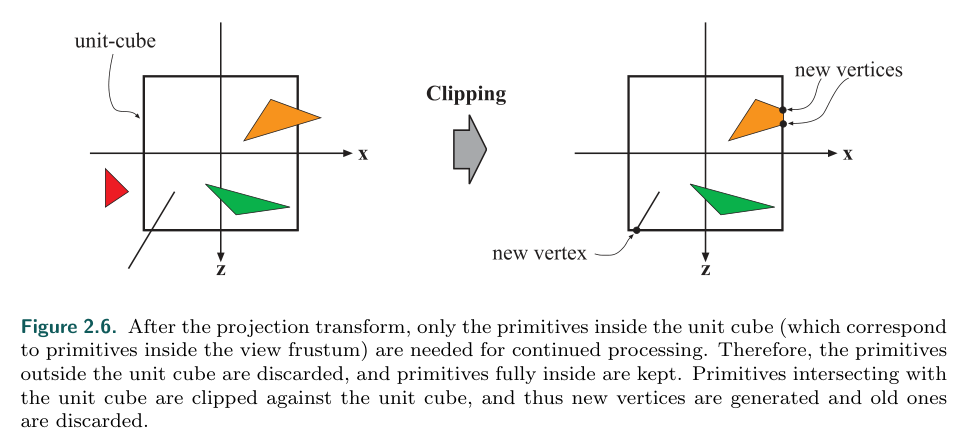 unit-cube
new vertices
Clipping
x
x
new vertex
z
z
Figure 2.6. After the projection transform, only the primitives inside the unit cube (which correspond
to primitives inside the view frustum) are needed for continued processing. Therefore, the primitives
outside the unit cube are discarded, and primitives fully inside are kept. Primitives intersecting with
the unit cube are clipped against the unit cube, and thus new vertices are generated and old ones
are discarded.